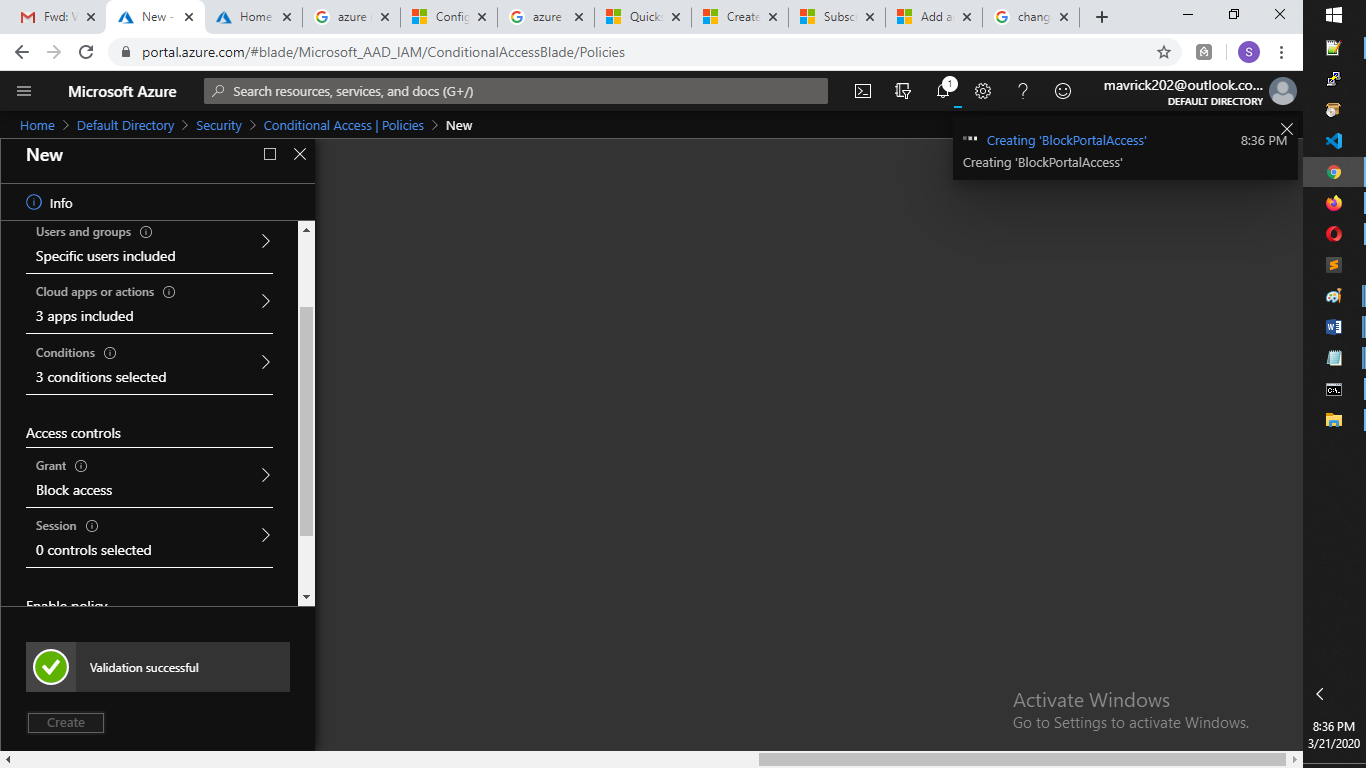 Fwd: V
New -
Home
azure
Config
azure
Quick
Create
Subsc
Add a
chang
portal.azure.com/#blade/Microsoft_AAD_IAM/ConditionalAccessBlade/Policies
S
Microsoft Azure
Search resources, services, and docs (G+/)
1
mavrick202@outlook.co...
DEFAULT DIRECTORY
Home > Default Directory > Security > Conditional Access | Policies > New
Creating 'BlockPortalAccess'
8:36 PM
Creating 'BlockPortalAccess'
New
Info
Users and groups
Specific users included
Cloud apps or actions
3 apps included
Conditions
3 conditions selected
Access controls
Grant
Block access
Session
0 controls selected
Enable policy
Validation successful
Create
Activate Windows
Go to Settings to activate Windows.
8:36 PM
3/21/2020